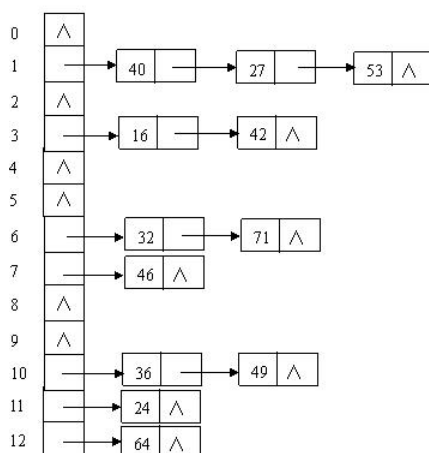 0 ∧
1 40 27 53 ∧
2 ∧
3 16 42 ∧
4 ∧
5 ∧
6 32 71 ∧
7 46 ∧
8 ∧
9 ∧
10 36 49 ∧
11 24 ∧
12 64 ∧